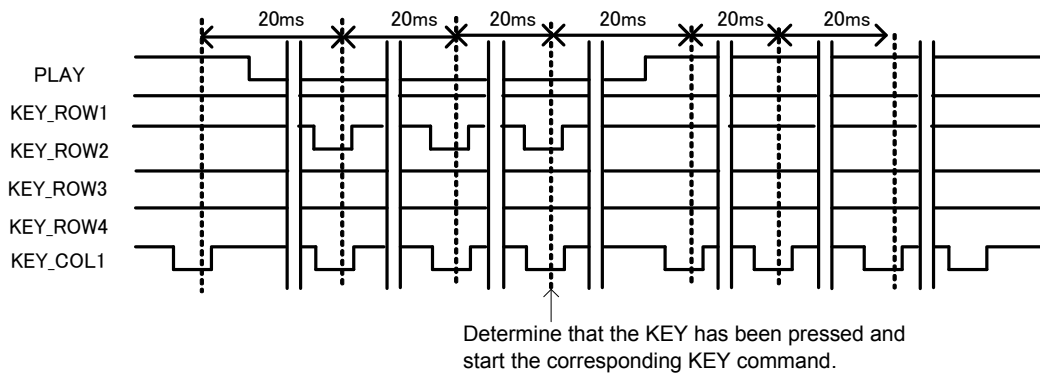 20ms 20ms 20ms 20ms 20ms 20ms
PLAY
KEY_ROW1
KEY_ROW2
KEY_ROW3
KEY_ROW4
KEY_COL1
Determine that the KEY has been pressed and
start the corresponding KEY command.